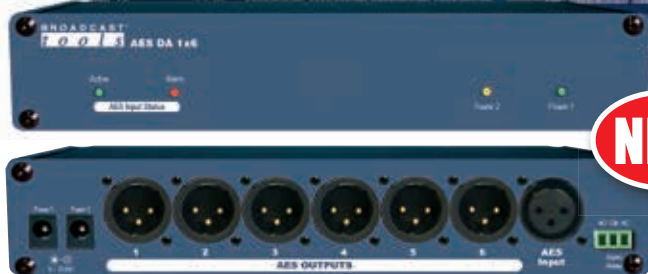 BROADCAST
tools AES DA 1x6
Active Alarm
AES Input Status
Power 2 Power 1
Power 1 Power 2
1 2 3 4 5 6
AES Input
AES OUTPUTS